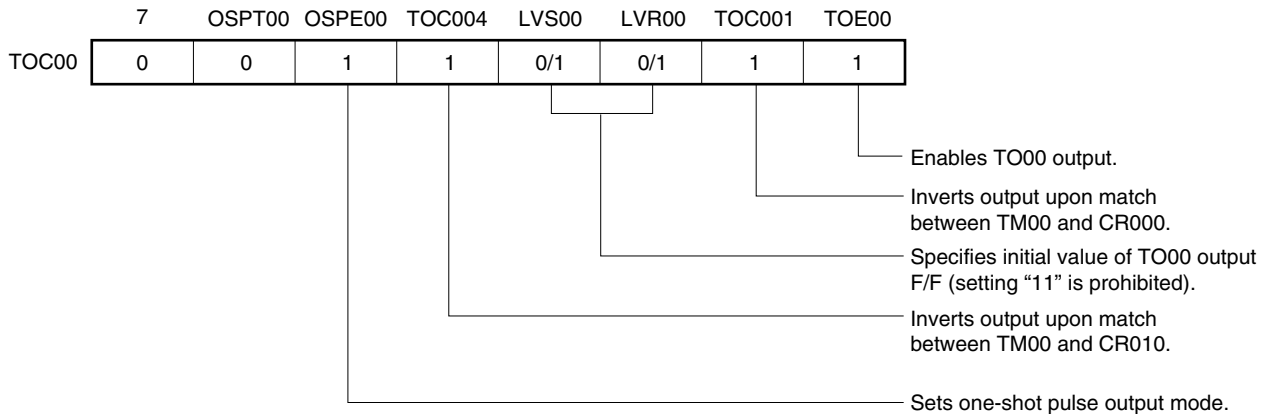 7 OSPT00 OSPE00 TOC004 LVS00 LVR00 TOC001 TOE00
TOC00 0 0 1 1 0/1 0/1 1 1
Enables TO00 output.
Inverts output upon match
between TM00 and CR000.
Specifies initial value of TO00 output
F/F (setting “11” is prohibited).
Inverts output upon match
between TM00 and CR010.
Sets one-shot pulse output mode.